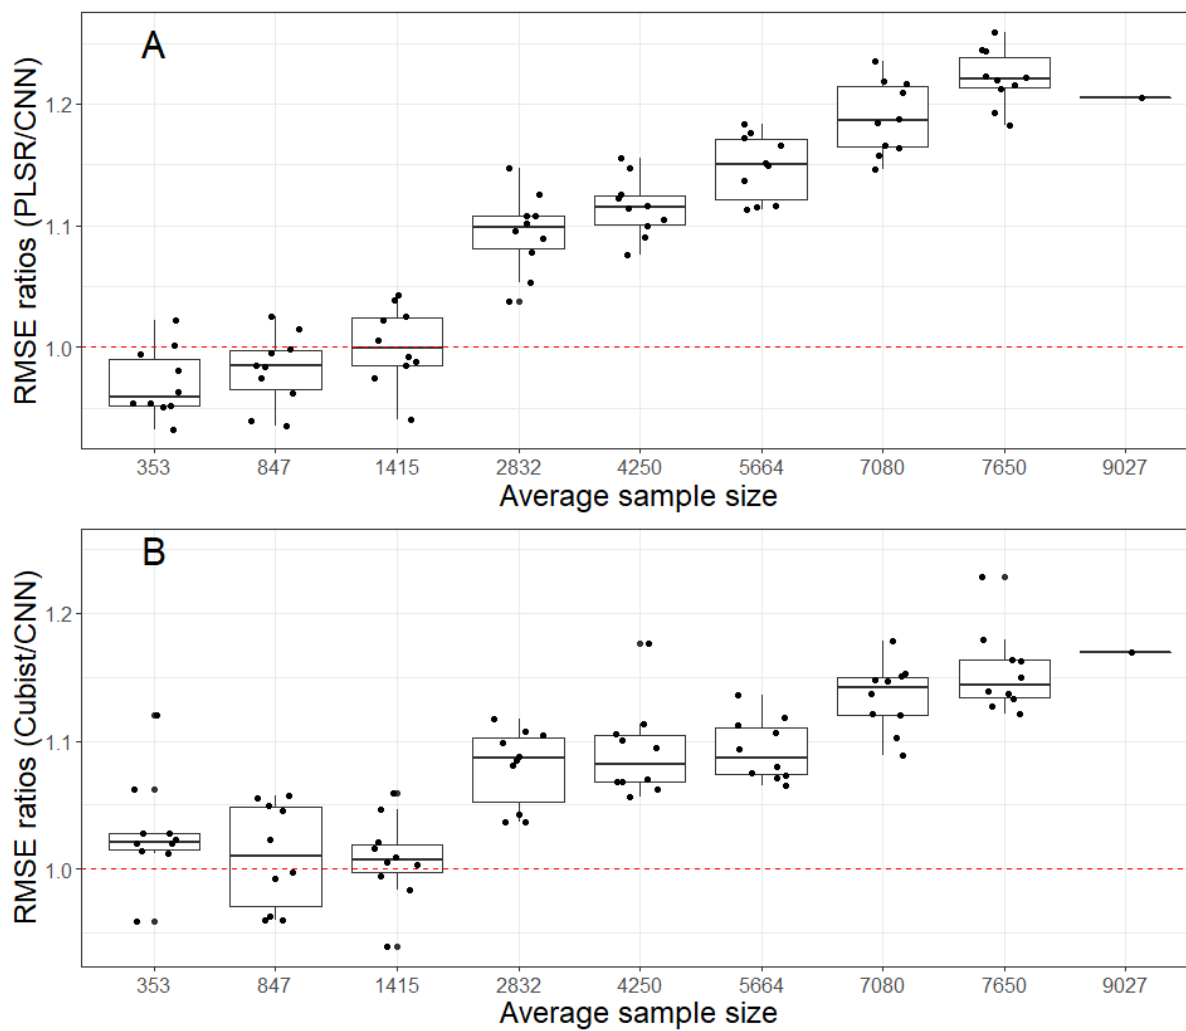 A
RMSE ratios (PLSR/CNN)
1.2
1.1
1.0
353 847 1415 2832 4250 5664 7080 7650 9027
Average sample size
B
RMSE ratios (Cubist/CNN)
1.2
1.1
1.0
353 847 1415 2832 4250 5664 7080 7650 9027
Average sample size